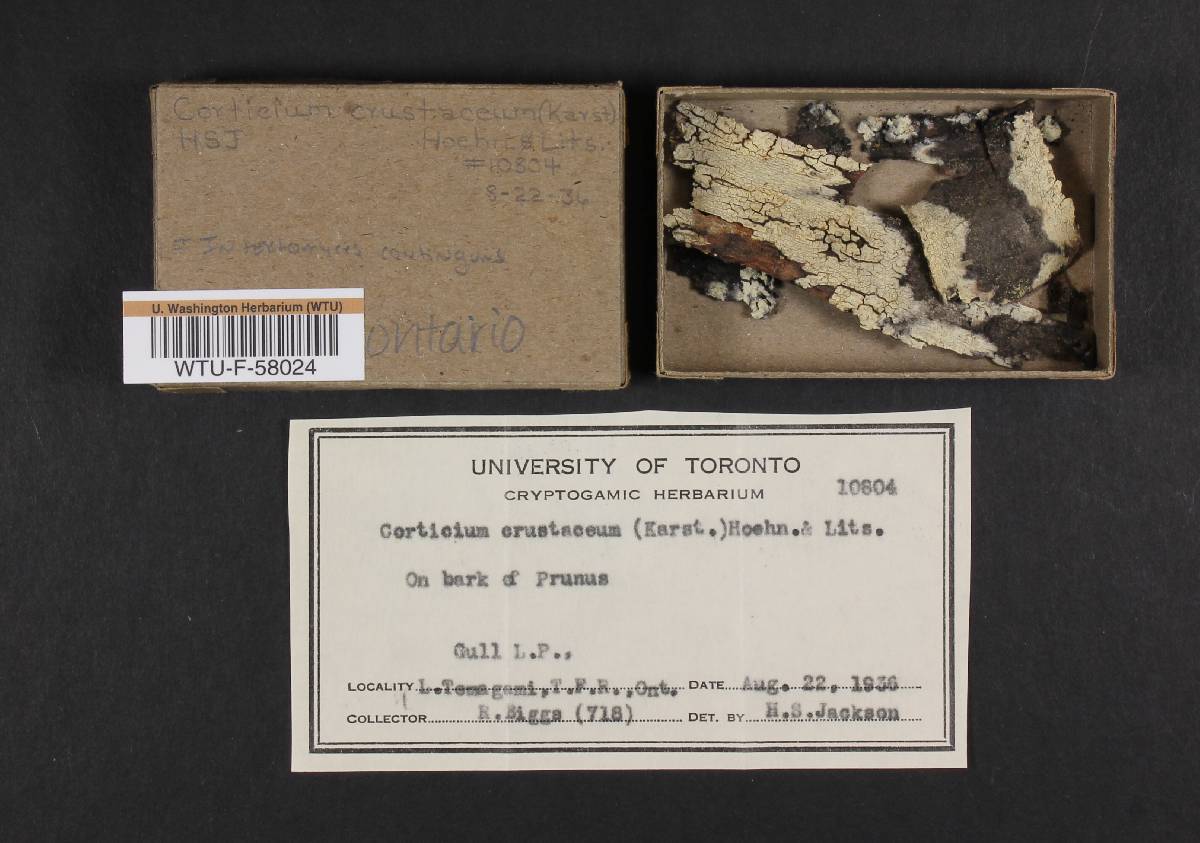 Corticium crustaceum (Karst)
HSJ Hoehn & Lits.
#10804
8-22-36
= Intextomyces contiguus
ontario
U. Washington Herbarium (WTU)
WTU-F-58024
UNIVERSITY OF TORONTO
CRYPTOGAMIC HERBARIUM
10804
Corticium crustaceum (Karst.)Hoehn.& Lits.
On bark of Prunus
Gull L.P.,
LOCALITY L.Temagami,T.F.R.,Ont. DATE Aug. 22, 1936
COLLECTOR R.Biggs (718) DET. BY H.S.Jackson